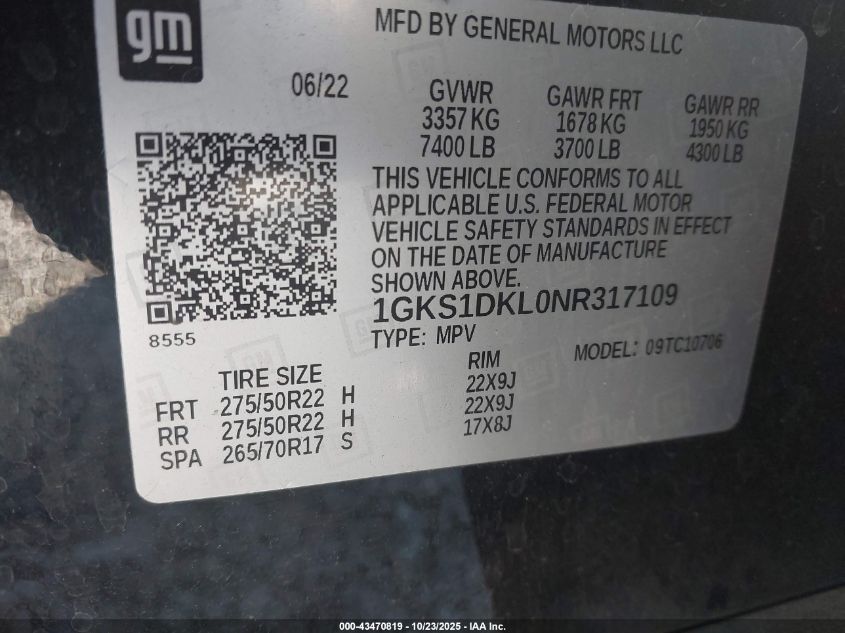 gm
MFD BY GENERAL MOTORS LLC
06/22
GVWR GAWR FRT GAWR RR
3357 KG 1678 KG 1950 KG
7400 LB 3700 LB 4300 LB
THIS VEHICLE CONFORMS TO ALL
APPLICABLE U.S. FEDERAL MOTOR
VEHICLE SAFETY STANDARDS IN EFFECT
ON THE DATE OF MANUFACTURE
SHOWN ABOVE.
1GKS1DKL0NR317109
TYPE: MPV
8555
MODEL: 09TC10706
TIRE SIZE RIM
FRT 275/50R22 H 22X9J
RR 275/50R22 H 22X9J
SPA 265/70R17 S 17X8J
000-43470819 - 10/23/2025 - IAA Inc.